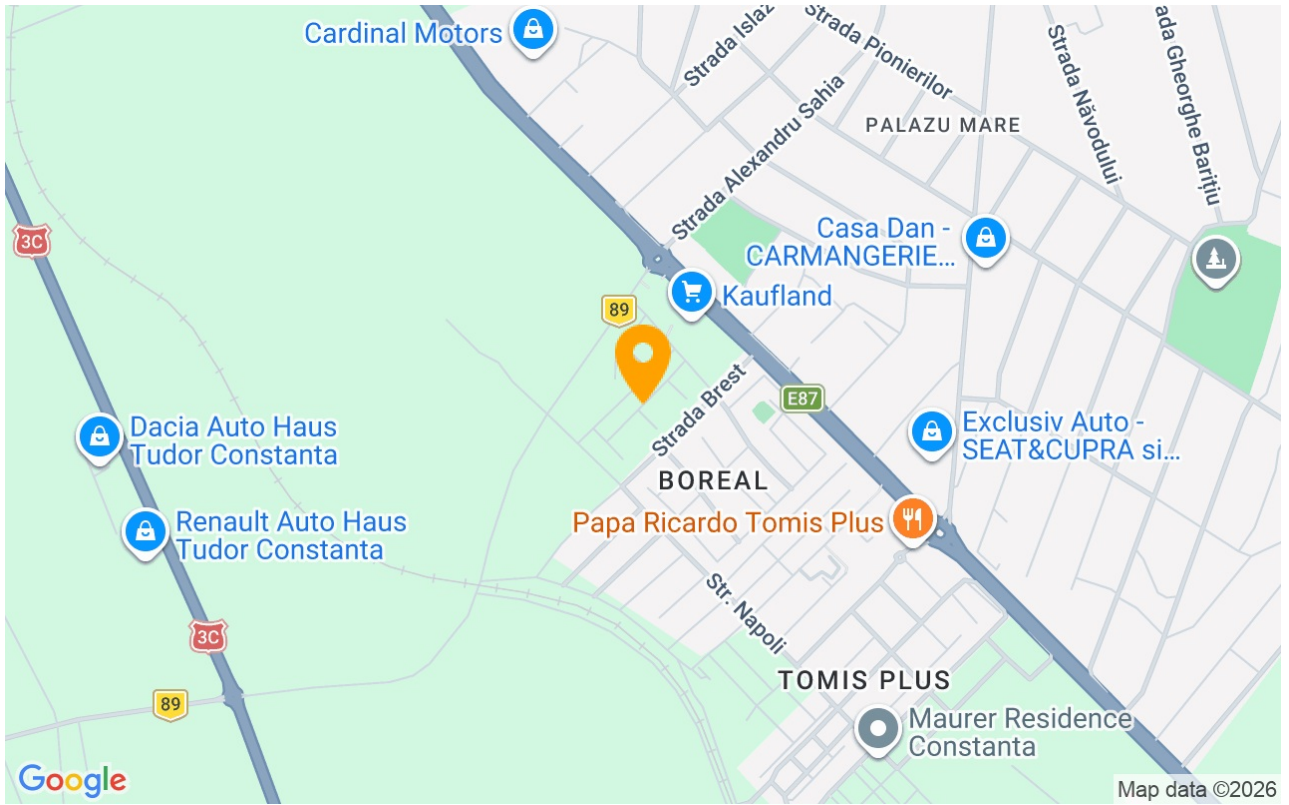 Cardinal Motors
Strada Islaz
Strada Pionierilor
Strada Năvodului
ada Gheorghe Barițiu
PALAZU MARE
Strada Alexandru Sahia
3C
Casa Dan -
CARMANGERIE...
Kaufland
89
E87
Strada Brest
Dacia Auto Haus
Tudor Constanta
Exclusiv Auto -
SEAT&CUPRA si...
BOREAL
Papa Ricardo Tomis Plus
Renault Auto Haus
Tudor Constanta
Str. Napoli
3C
TOMIS PLUS
89
Maurer Residence
Constanta
Google
Map data ©2026